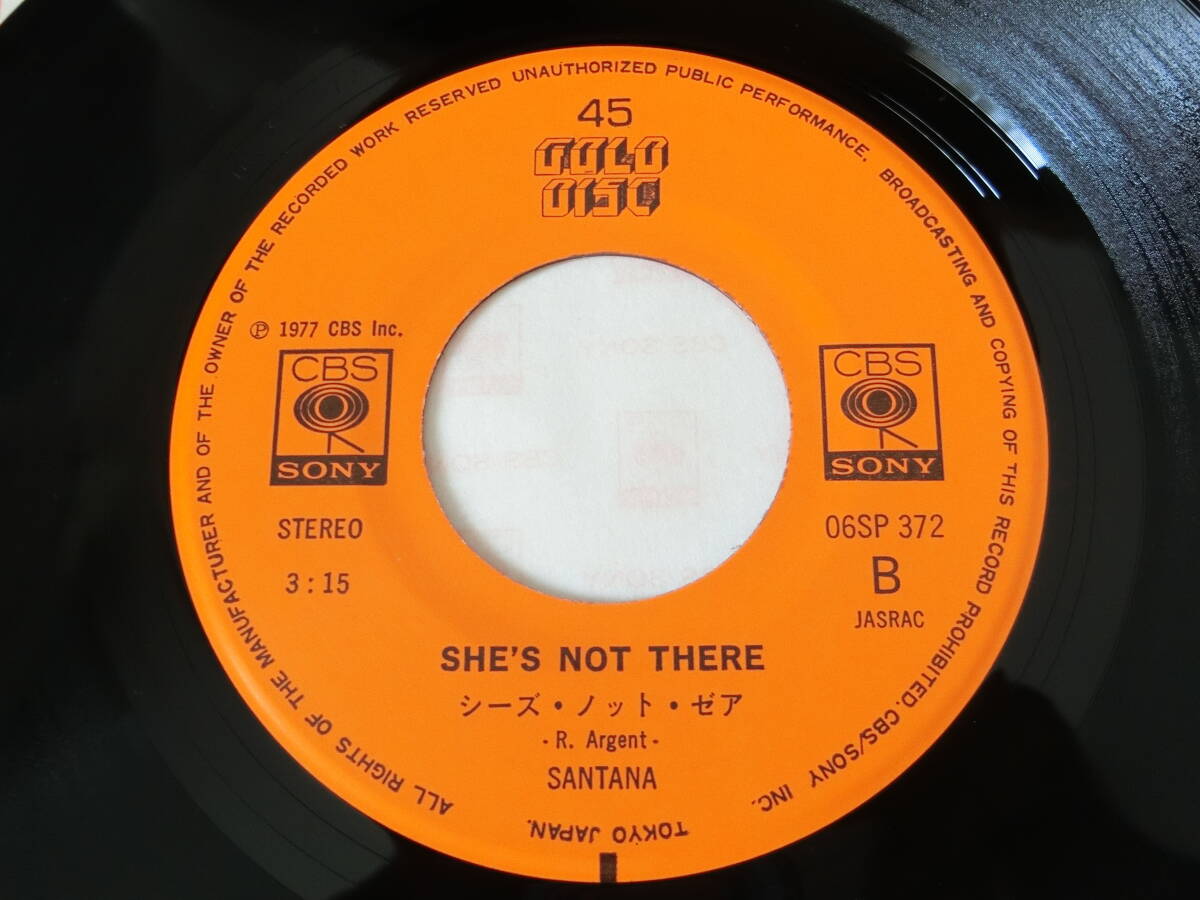 ALL RIGHTS OF THE MANUFACTURER AND OF THE OWNER OF THE RECORDED WORK RESERVED UNAUTHORIZED PUBLIC PERFORMANCE, BROADCASTING AND COPYING OF THIS RECORD PROHIBITED. CBS/SONY INC.
TOKYO JAPAN.
45
GOLD
DISC
Ⓟ 1977 CBS Inc.
CBS
SONY
CBS
SONY
STEREO
3:15
06SP 372
B
JASRAC
SHE'S NOT THERE
シーズ・ノット・ゼア
- R. Argent -
SANTANA